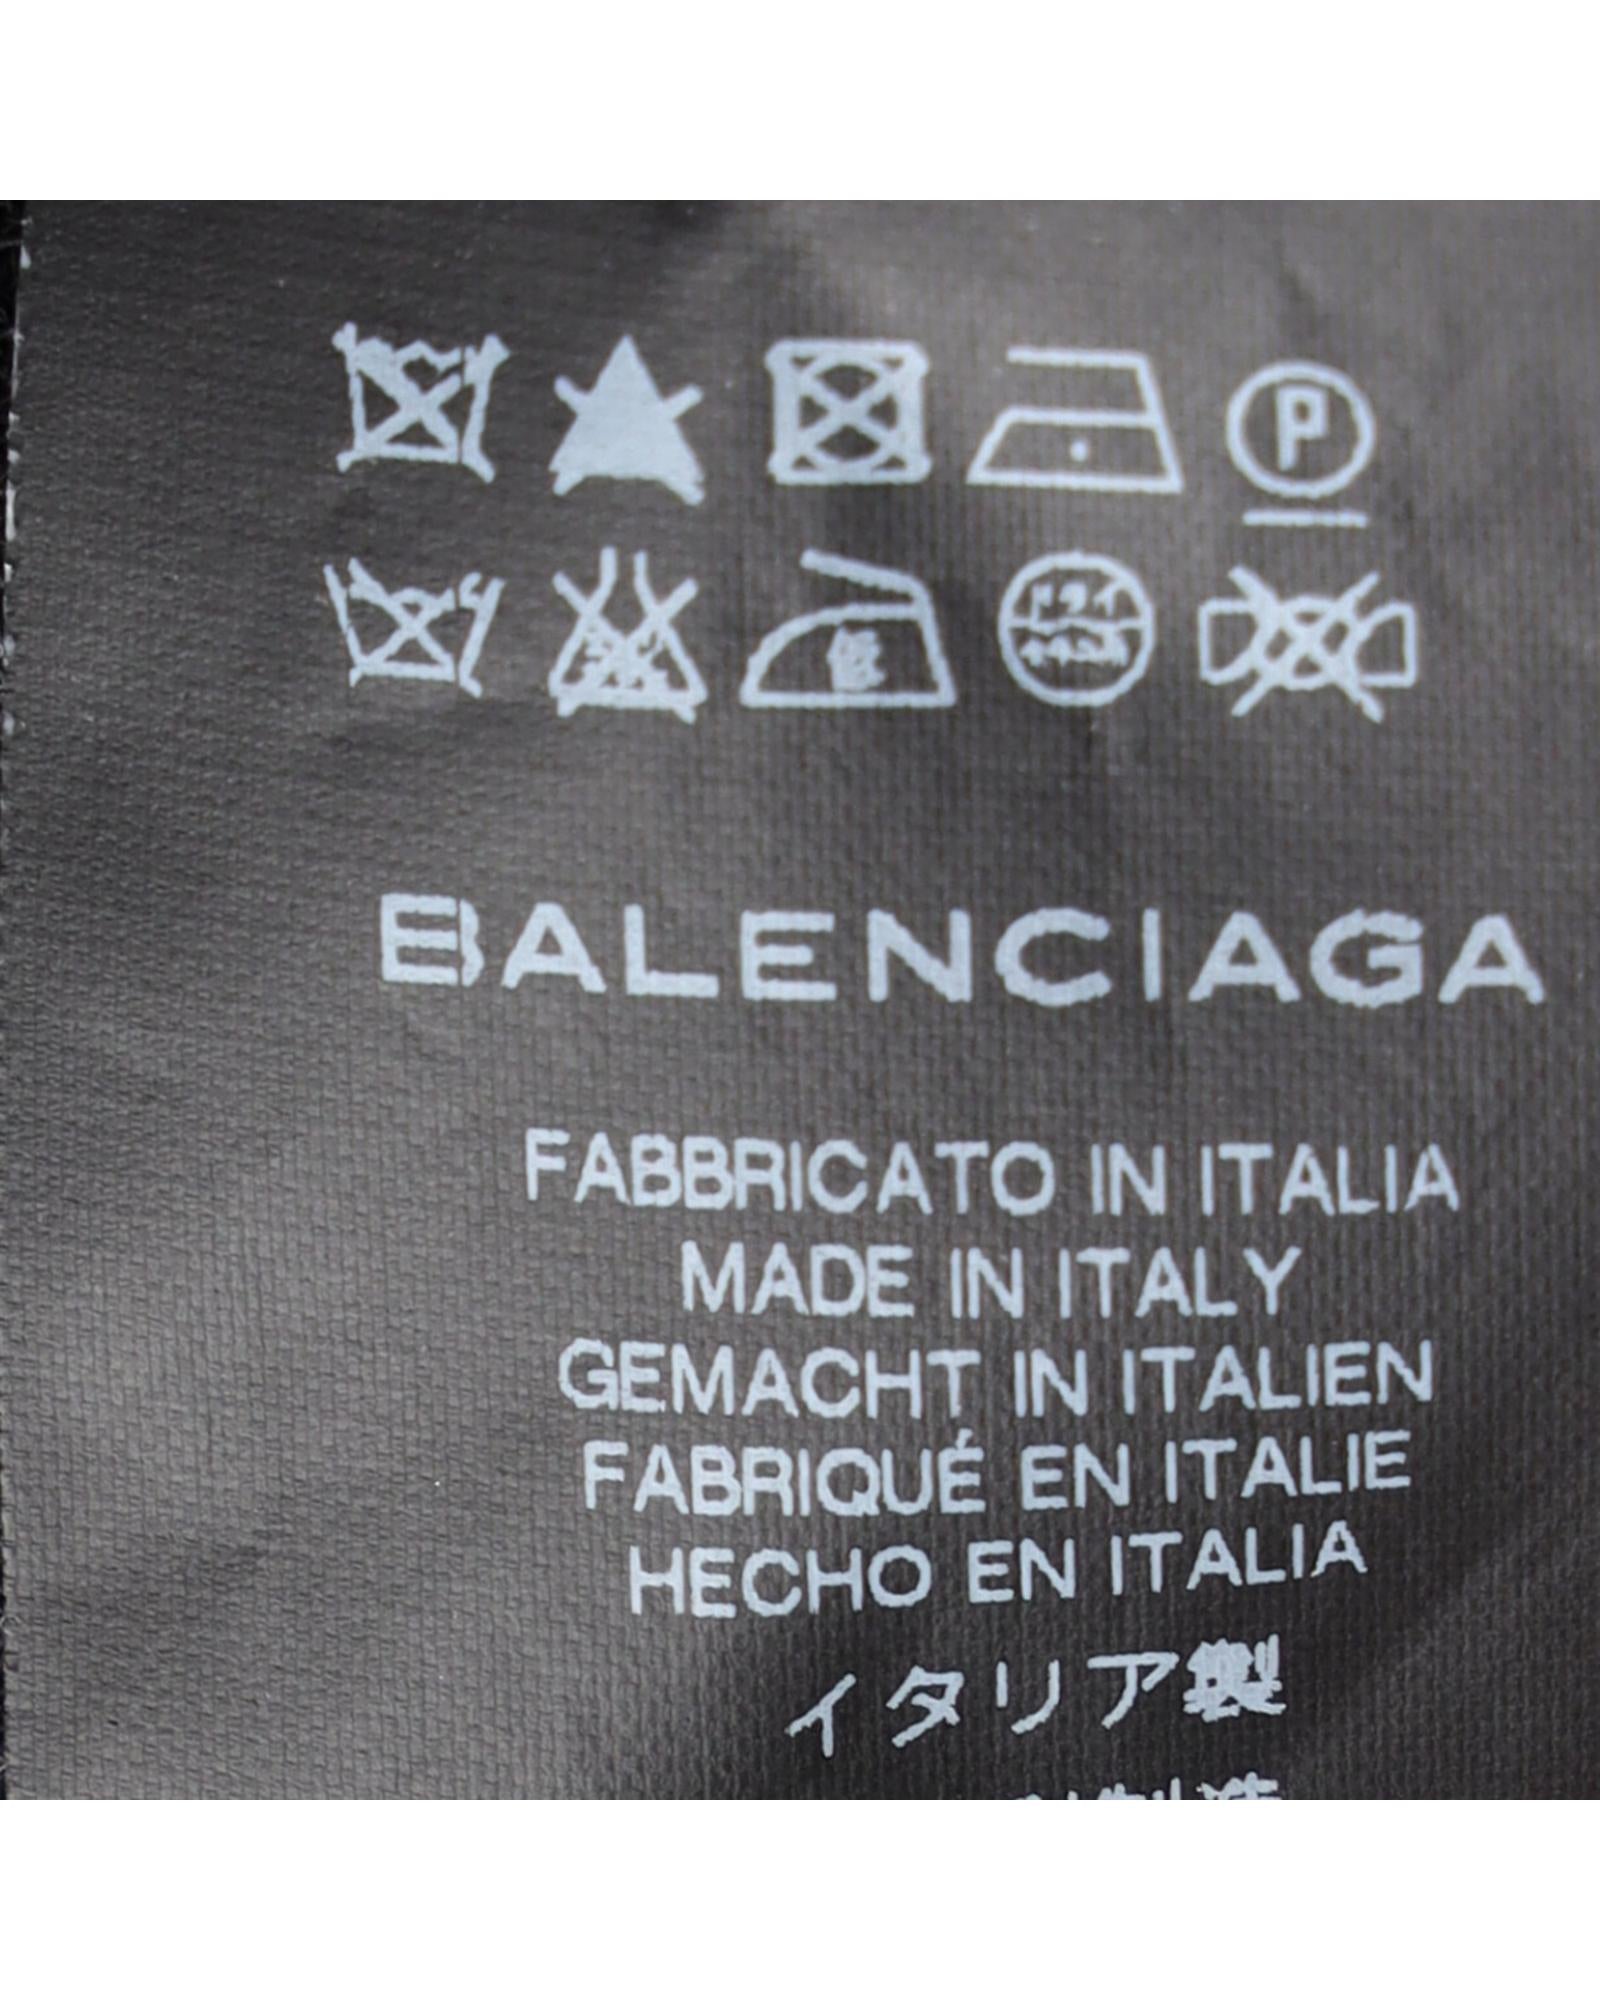 P
BALENCIAGA
FABBRICATO IN ITALIA
MADE IN ITALY
GEMACHT IN ITALIEN
FABRIQUÉ EN ITALIE
HECHO EN ITALIA
イタリア製